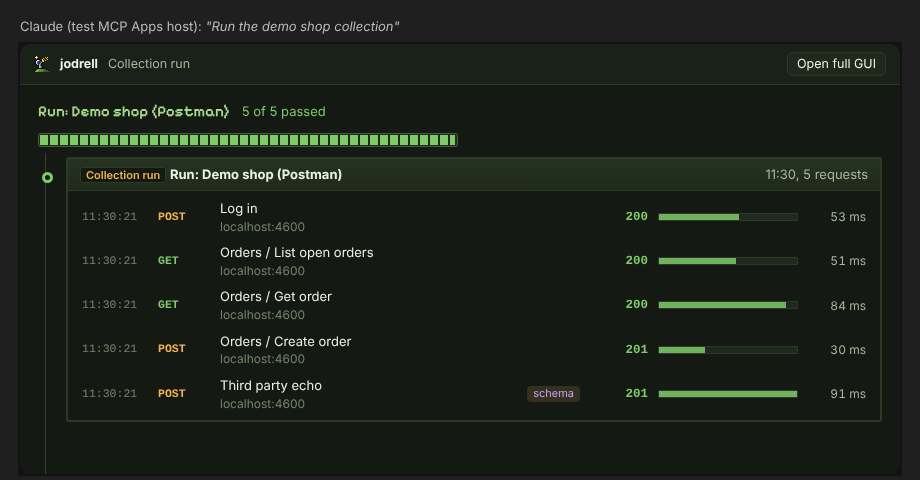 Claude (test MCP Apps host): "Run the demo shop collection"
jodrell Collection run Open full GUI
Run: Demo shop (Postman) 5 of 5 passed
Collection run Run: Demo shop (Postman) 11:30, 5 requests
11:30:21 POST Log in 200 53 ms
localhost:4600
11:30:21 GET Orders / List open orders 200 51 ms
localhost:4600
11:30:21 GET Orders / Get order 200 84 ms
localhost:4600
11:30:21 POST Orders / Create order 201 30 ms
localhost:4600
11:30:21 POST Third party echo schema 201 91 ms
localhost:4600